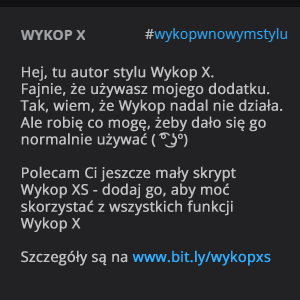 WYKOP X #wykopwnowymstylu
Hej, tu autor stylu Wykop X.
Fajnie, że używasz mojego dodatku.
Tak, wiem, że Wykop nadal nie działa.
Ale robię co mogę, żeby dało się go
normalnie używać ( ͡° ͜ʖ ͡°)
Polecam Ci jeszcze mały skrypt
Wykop XS - dodaj go, aby moć
skorzystać z wszystkich funkcji
Wykop X
Szczegóły są na www.bit.ly/wykopxs